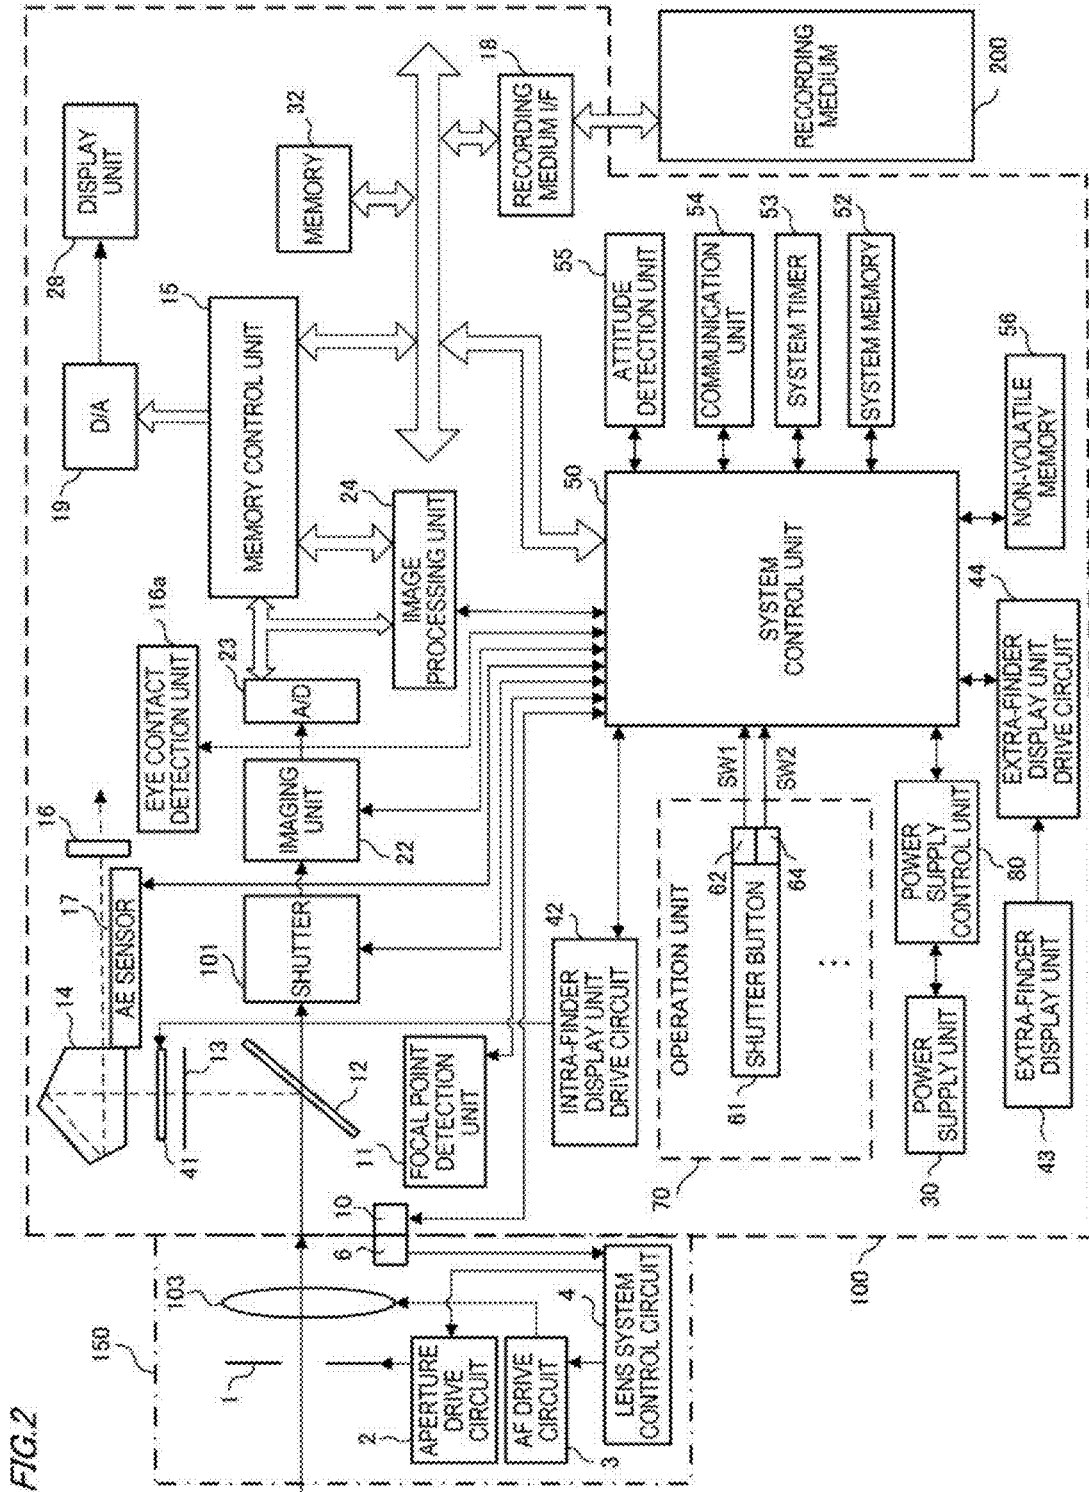 FIG.2
150
1
103
APERTURE
DRIVE
CIRCUIT
2
AF DRIVE
CIRCUIT
3
LENS SYSTEM
CONTROL CIRCUIT
4
6
10
100
14
41
13
12
AE SENSOR
17
16
EYE CONTACT
DETECTION UNIT
16a
FOCAL POINT
DETECTION
UNIT
11
SHUTTER
101
IMAGING
UNIT
22
A/D
23
IMAGE
PROCESSING UNIT
24
MEMORY CONTROL UNIT
15
D/A
19
DISPLAY
UNIT
28
MEMORY
32
RECORDING
MEDIUM I/F
18
RECORDING
MEDIUM
200
INTRA-FINDER
DISPLAY UNIT
DRIVE CIRCUIT
42
SYSTEM
CONTROL UNIT
50
ATTITUDE
DETECTION UNIT
55
COMMUNICATION
UNIT
54
SYSTEM TIMER
53
SYSTEM MEMORY
52
NON-VOLATILE
MEMORY
56
OPERATION UNIT
70
SHUTTER BUTTON
61
62
64
SW1
SW2
POWER
SUPPLY UNIT
30
POWER
SUPPLY
CONTROL UNIT
80
EXTRA-FINDER
DISPLAY UNIT
43
EXTRA-FINDER
DISPLAY UNIT
DRIVE CIRCUIT
44